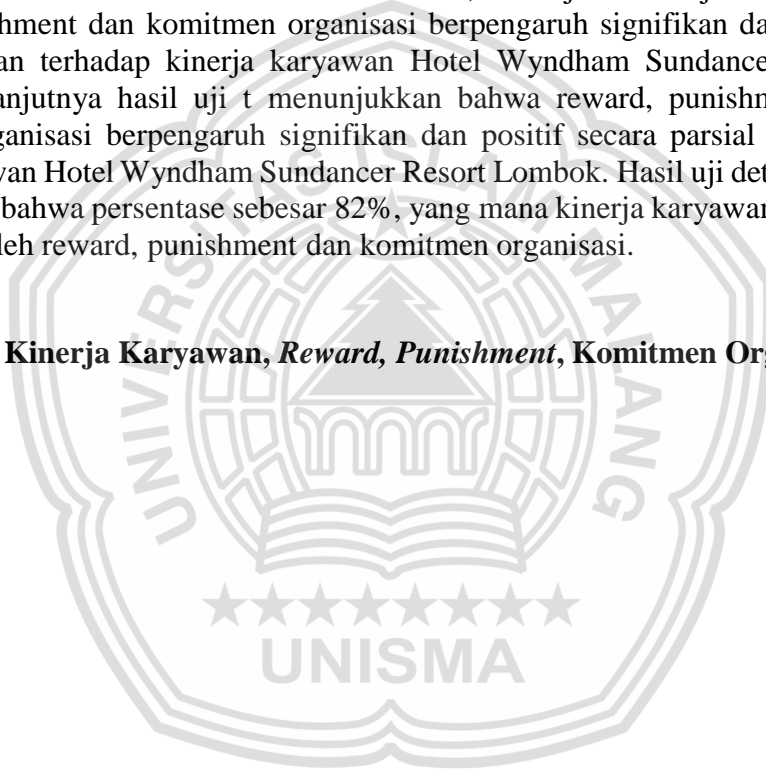 hment dan komitmen organisasi berpengaruh signifikan da
an terhadap kinerja karyawan Hotel Wyndham Sundance
anjutnya hasil uji t menunjukkan bahwa reward, punishm
ganisasi berpengaruh signifikan dan positif secara parsial
wan Hotel Wyndham Sundancer Resort Lombok. Hasil uji det
bahwa persentase sebesar 82%, yang mana kinerja karyawan
leh reward, punishment dan komitmen organisasi.
Kinerja Karyawan, Reward, Punishment, Komitmen Org
UNIVERSITAS ISLAM MALANG
UNISMA